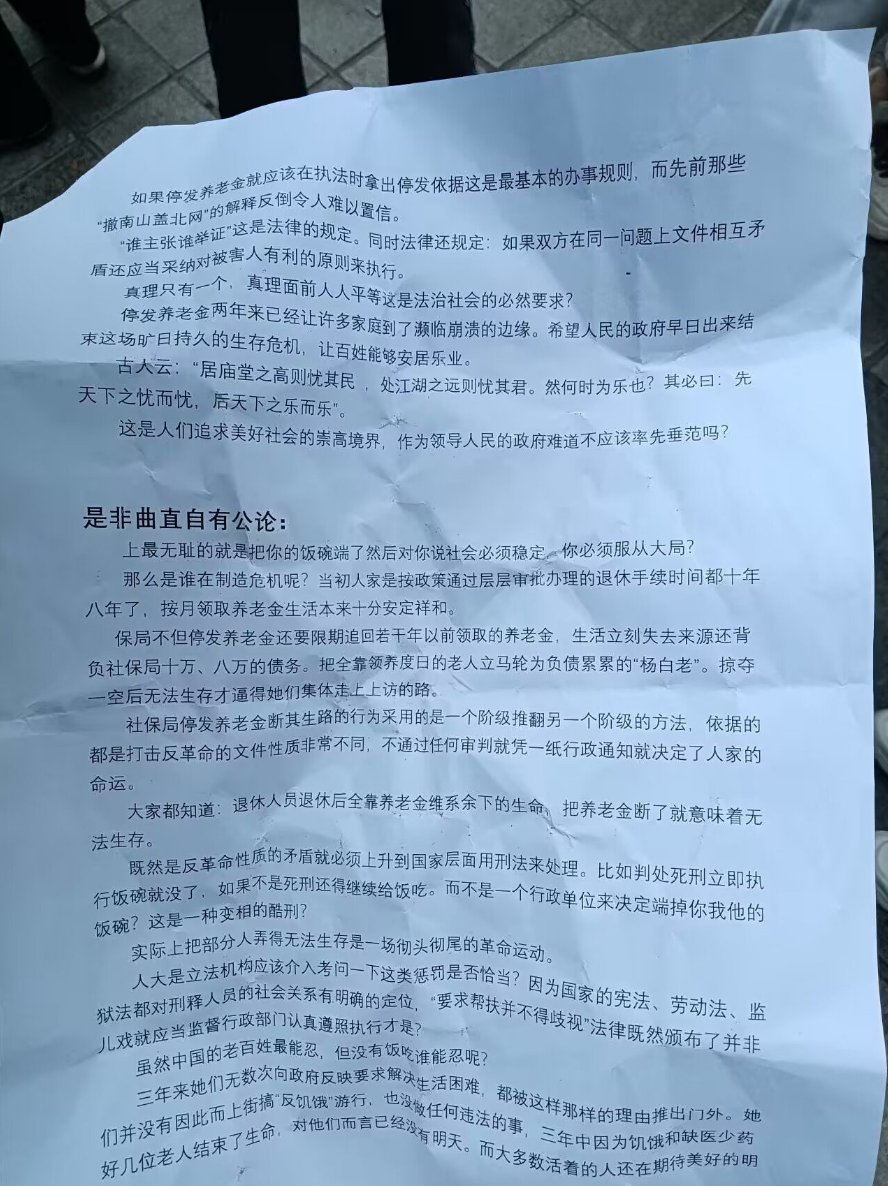 如果停发养老金就应该在执法时拿出停发依据这是最基本的办事规则，而先前那些
“撤南山盖北网”的解释反倒令人难以置信。
“谁主张谁举证”这是法律的规定。同时法律还规定：如果双方在同一问题上文件相互矛
盾还应当采纳对被害人有利的原则来执行。
真理只有一个，真理面前人人平等这是法治社会的必然要求？
停发养老金两年来已经让许多家庭到了濒临崩溃的边缘。希望人民的政府早日出来结
束这场旷日持久的生存危机，让百姓能够安居乐业。
古人云：“居庙堂之高则忧其民 ，处江湖之远则忧其君。然何时为乐也？其必曰：先
天下之忧而忧，后天下之乐而乐”。
这是人们追求美好社会的崇高境界，作为领导人民的政府难道不应该率先垂范吗？
是非曲直自有公论：
上最无耻的就是把你的饭碗端了然后对你说社会必须稳定，你必须服从大局？
那么是谁在制造危机呢？当初人家是按政策通过层层审批办理的退休手续时间都十年
八年了，按月领取养老金生活本来十分安定祥和。
保局不但停发养老金还要限期追回若干年以前领取的养老金，生活立刻失去来源还背
负社保局十万、八万的债务。把全靠领养度日的老人立马轮为负债累累的“杨白老”。掠夺
一空后无法生存才逼得她们集体走上上访的路。
社保局停发养老金断其生路的行为采用的是一个阶级推翻另一个阶级的方法，依据的
都是打击反革命的文件性质非常不同，不通过任何审判就凭一纸行政通知就决定了人家的
命运。
大家都知道：退休人员退休后全靠养老金维系余下的生命，把养老金断了就意味着无
法生存。
既然是反革命性质的矛盾就必须上升到国家层面用刑法来处理。比如判处死刑立即执
行饭碗就没了，如果不是死刑还得继续给饭吃。而不是一个行政单位来决定端掉你我他的
饭碗？这是一种变相的酷刑？
实际上把部分人弄得无法生存是一场彻头彻尾的革命运动。
人大是立法机构应该介入考问一下这类惩罚是否恰当？因为国家的宪法、劳动法、监
狱法都对刑释人员的社会关系有明确的定位，“要求帮扶并不得歧视”法律既然颁布了并非
儿戏就应当监督行政部门认真遵照执行才是？
虽然中国的老百姓最能忍，但没有饭吃谁能忍呢？
三年来她们无数次向政府反映要求解决生活困难，都被这样那样的理由推出门外。她
们并没有因此而上街搞“反饥饿”游行，也没做任何违法的事，三年中因为饥饿和缺医少药
好几位老人结束了生命，对他们而言已经没有明天。而大多数活着的人还在期待美好的明